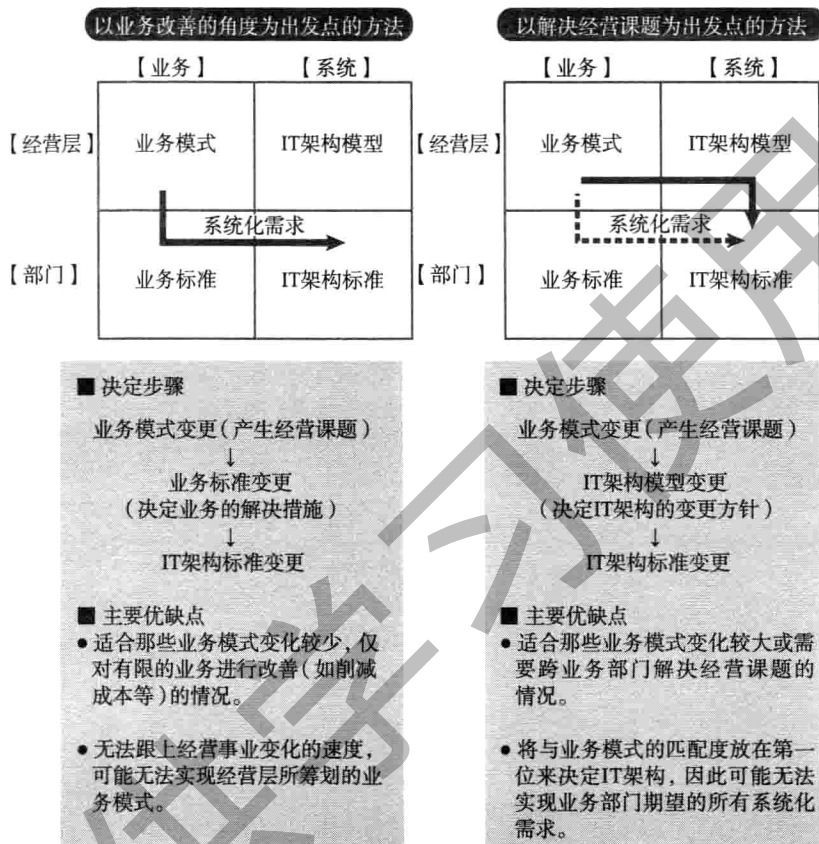 以业务改善的角度为出发点的方法
【业务】 【系统】
【经营层】 业务模式 IT架构模型
系统化需求
【部门】 业务标准 IT架构标准
■ 决定步骤
业务模式变更（产生经营课题）
↓
业务标准变更
（决定业务的解决措施）
↓
IT架构标准变更
■ 主要优缺点
● 适合那些业务模式变化较少，仅
对有限的业务进行改善（如削减
成本等）的情况。
● 无法跟上经营事业变化的速度，
可能无法实现经营层所筹划的业
务模式。
以解决经营课题为出发点的方法
【业务】 【系统】
【经营层】 业务模式 IT架构模型
系统化需求
【部门】 业务标准 IT架构标准
■ 决定步骤
业务模式变更（产生经营课题）
↓
IT架构模型变更
（决定IT架构的变更方针）
↓
IT架构标准变更
■ 主要优缺点
● 适合那些业务模式变化较大或需
要跨业务部门解决经营课题的
情况。
● 将与业务模式的匹配度放在第一
位来决定IT架构，因此可能无法
实现业务部门期望的所有系统化
需求。
学习使用